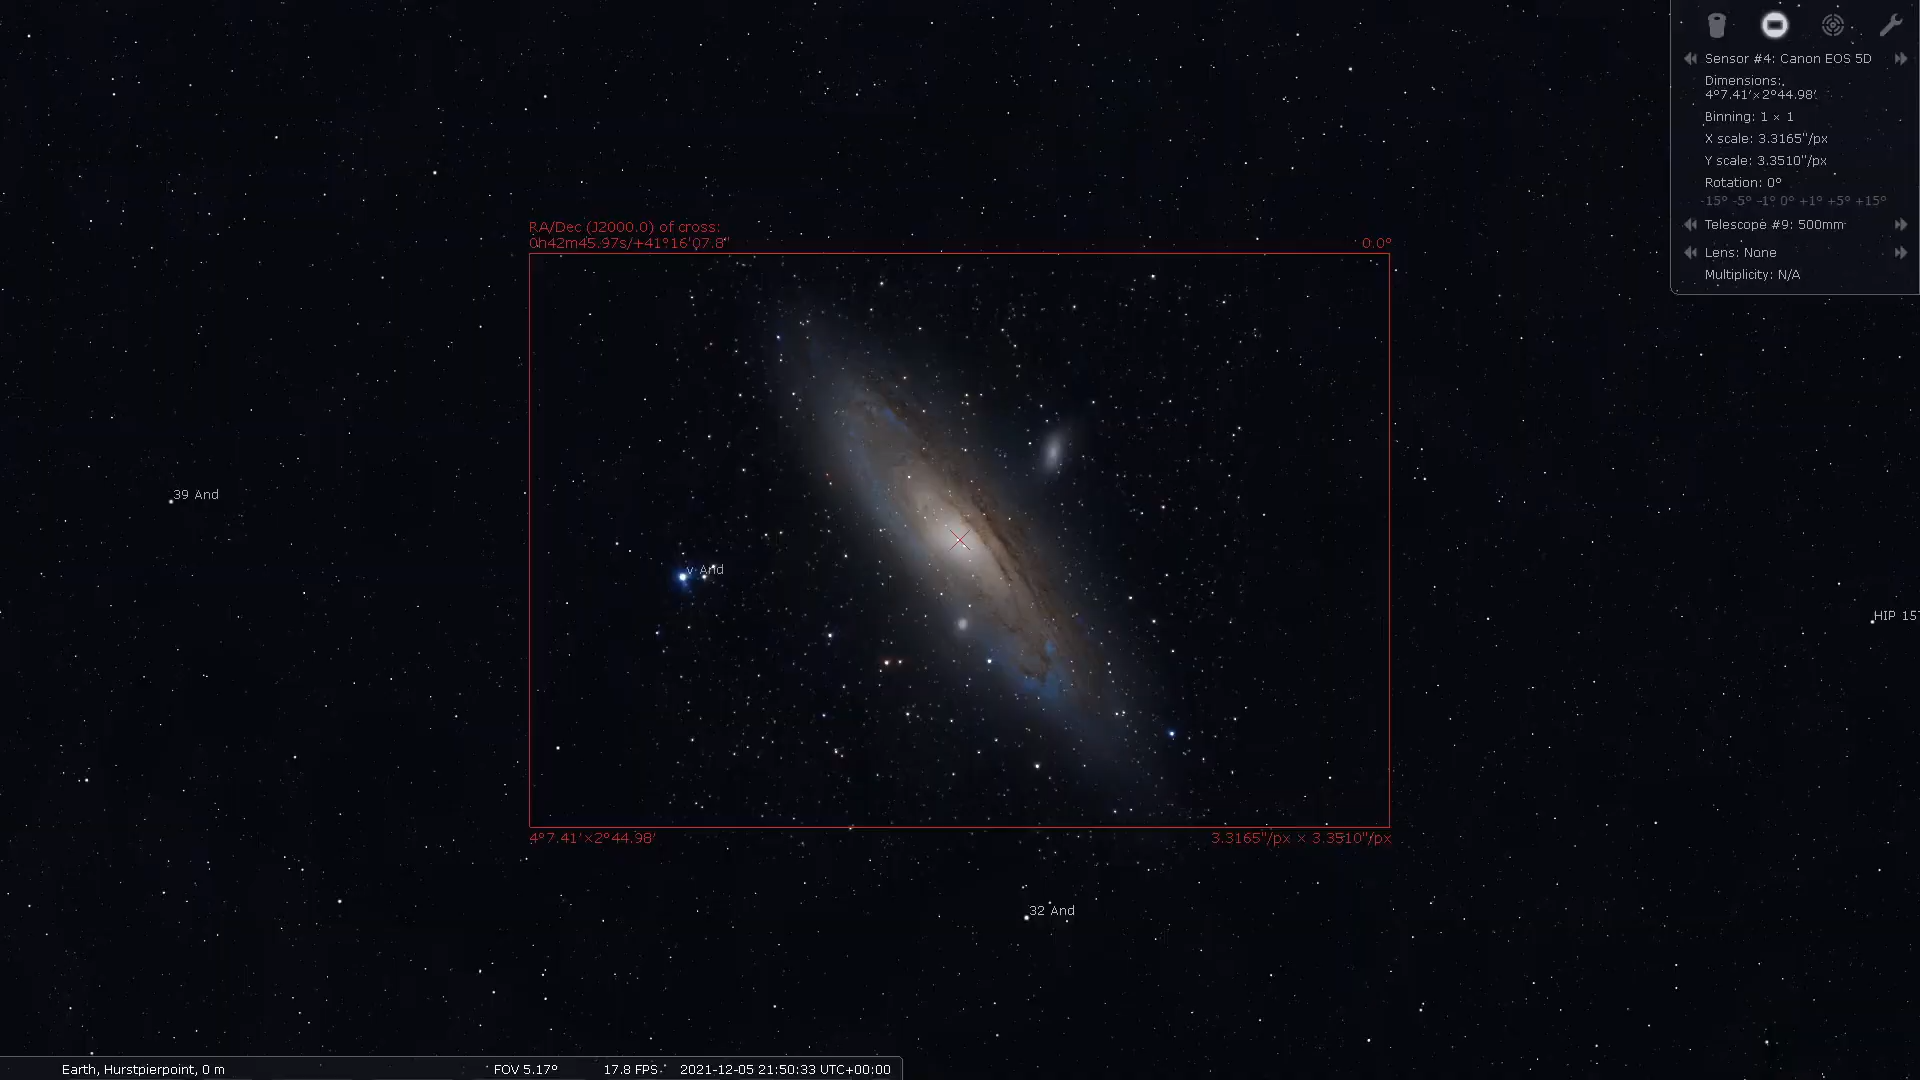 Sensor #4: Canon EOS 5D
Dimensions:
4°7.41'×2°44.98'
Binning: 1 × 1
X scale: 3.3165"/px
Y scale: 3.3510"/px
Rotation: 0°
-15° -5° -1° 0° +1° +5° +15°
Telescope #9: 500mm
Lens: None
Multiplicity: N/A
RA/Dec (J2000.0) of cross:
0h42m45.97s/+41°16'07.8"
0.0°
39 And
ν And
HIP 15
4°7.41'×2°44.98'
3.3165"/px × 3.3510"/px
32 And
Earth, Hurstpierpoint, 0 m
FOV 5.17°
17.8 FPS
2021-12-05 21:50:33 UTC+00:00